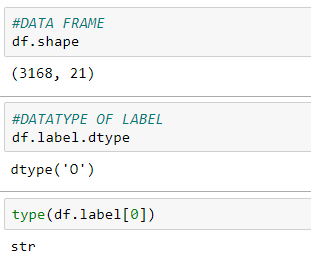 #DATA FRAME
df.shape
(3168, 21)
#DATATYPE OF LABEL
df.label.dtype
dtype('O')
type(df.label[0])
str